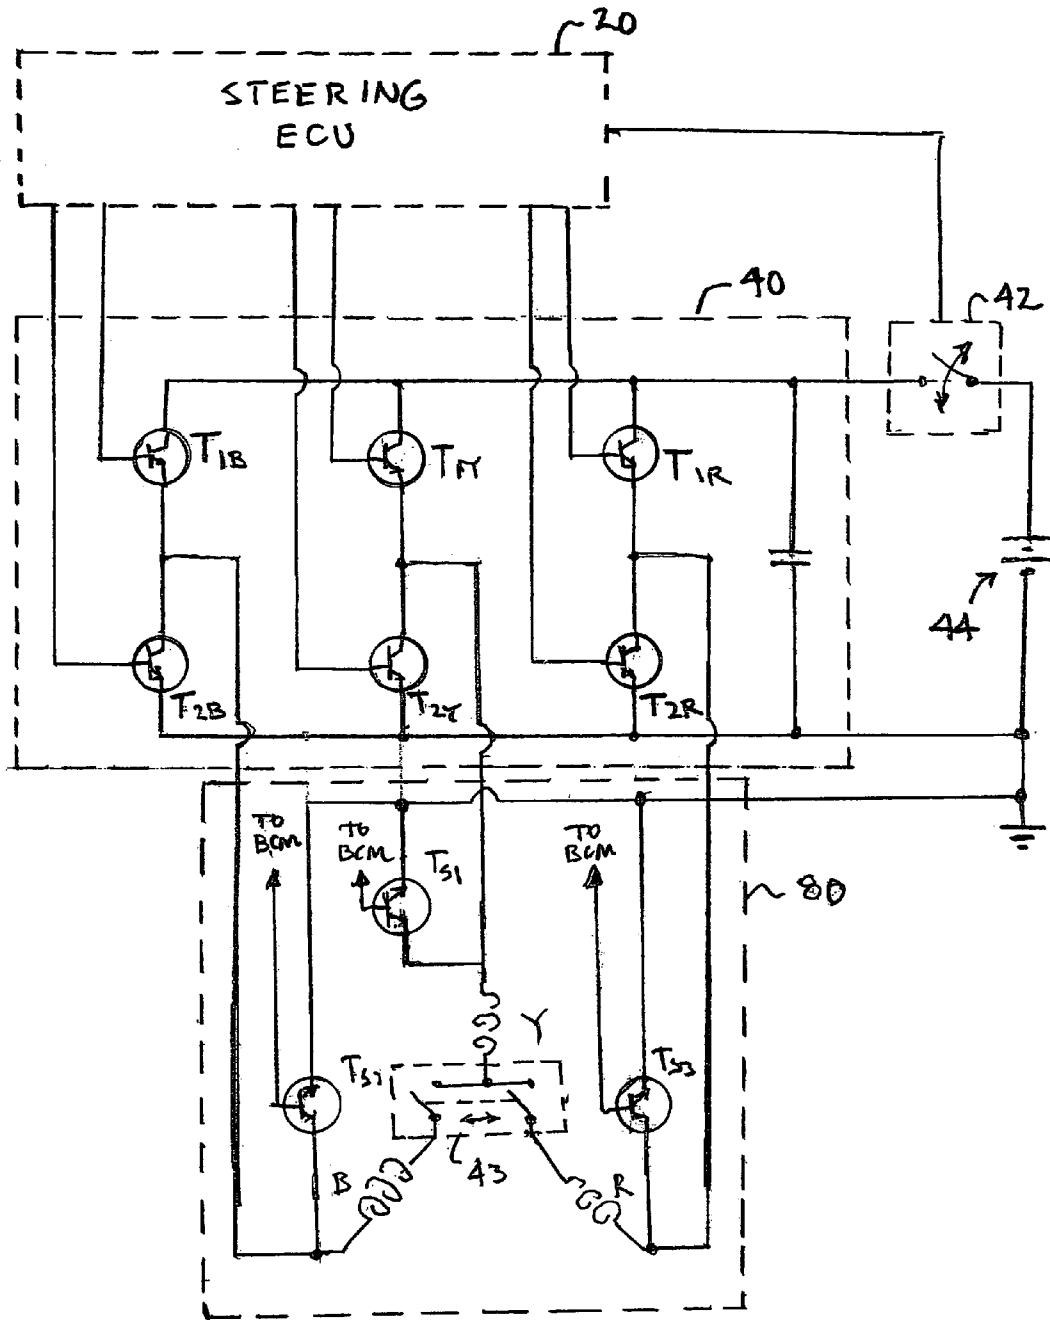 20
STEERING
ECU
40
42
T1B
T1Y
T1R
44
T2B
T2Y
T2R
TO
BCM
TO
BCM
TS1
TO
BCM
80
Y
TS2
TS3
43
B
R